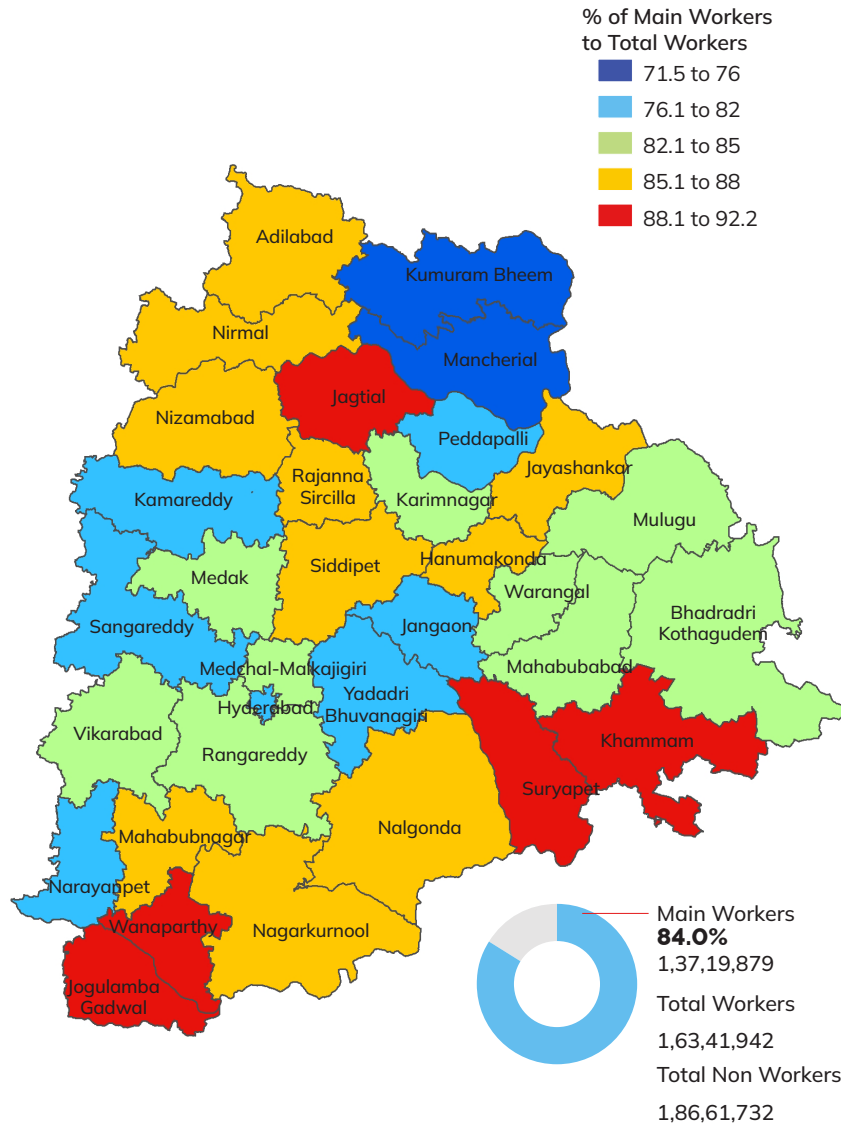 % of Main Workers
to Total Workers
71.5 to 76
76.1 to 82
82.1 to 85
85.1 to 88
88.1 to 92.2
Adilabad
Kumuram Bheem
Nirmal
Mancherial
Jagtial
Nizamabad
Peddapalli
Jayashankar
Rajanna
Sircilla
Kamareddy
Karimnagar
Mulugu
Hanumakonda
Siddipet
Medak
Warangal
Bhadradri
Kothagudem
Sangareddy
Jangaon
Medchal-Malkajigiri
Mahabubabad
Yadadri
Bhuvanagiri
Hyderabad
Vikarabad
Rangareddy
Khammam
Suryapet
Mahabubnagar
Nalgonda
Narayanpet
Wanaparthy
Nagarkurnool
Jogulamba
Gadwal
Main Workers
84.0%
1,37,19,879
Total Workers
1,63,41,942
Total Non Workers
1,86,61,732